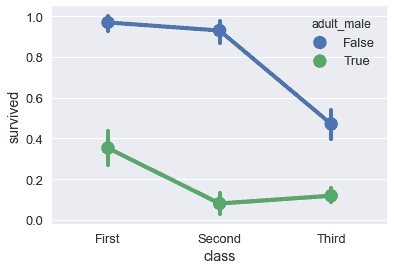 1.0
0.8
0.6
0.4
0.2
0.0
survived
adult_male
False
True
First Second Third
class